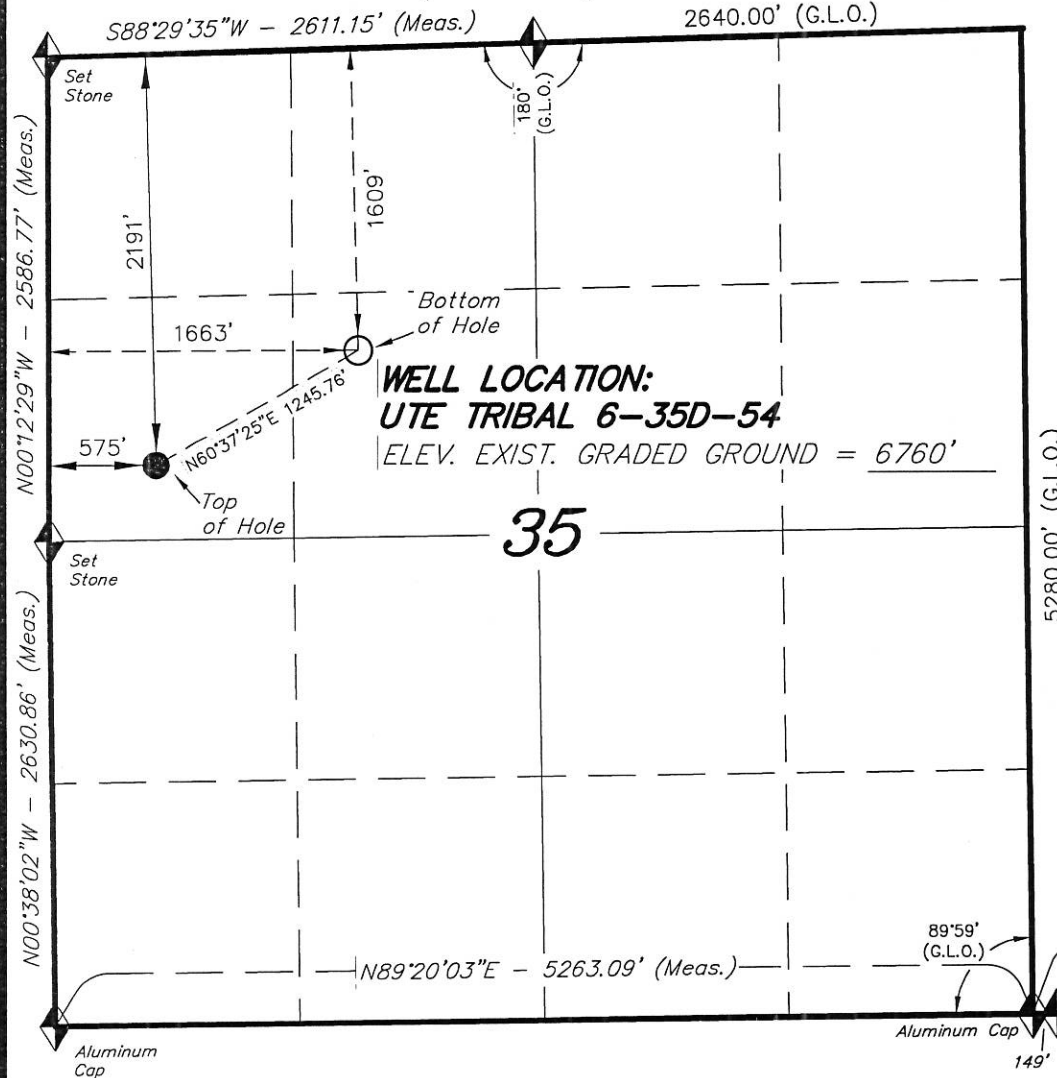 S88°29'35"W - 2611.15' (Meas.)
2640.00' (G.L.O.)
Set
Stone
180°
(G.L.O.)
N00°12'29"W - 2586.77' (Meas.)
2191'
1609'
Bottom
of Hole
1663'
N60°37'25"E 1245.76'
WELL LOCATION:
UTE TRIBAL 6-35D-54
ELEV. EXIST. GRADED GROUND = 6760'
575'
Top
of Hole
35
5280.00' (G.L.O.)
Set
Stone
N00°38'02"W - 2630.86' (Meas.)
89°59'
(G.L.O.)
N89°20'03"E - 5263.09' (Meas.)
Aluminum
Cap
Aluminum Cap
149'